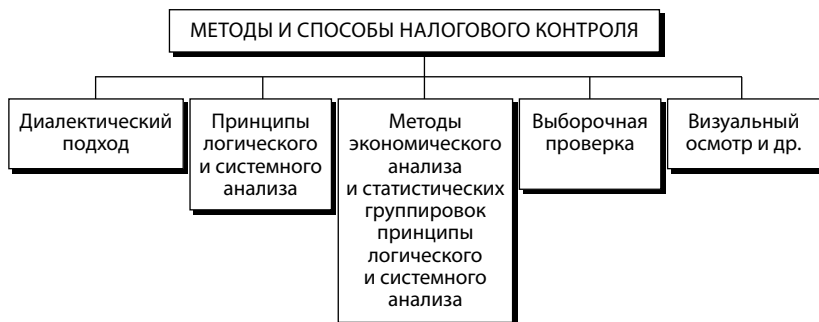 МЕТОДЫ И СПОСОБЫ НАЛОГОВОГО КОНТРОЛЯ
Диалектический
подход
Принципы
логического
и системного
анализа
Методы
экономического
анализа
и статистических
группировок
принципы
логического
и системного
анализа
Выборочная
проверка
Визуальный
осмотр и др.